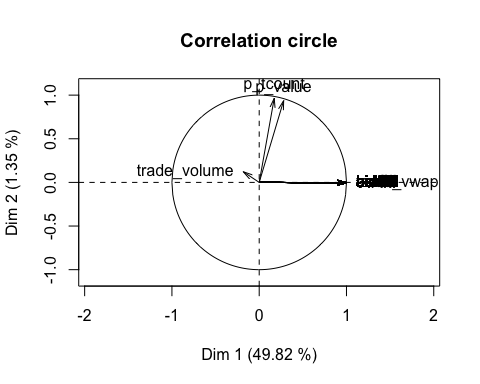 Correlation circle
p_tcount
p_value
trade_volume
_vwap
1.0
0.5
0.0
-0.5
-1.0
-2
-1
0
1
2
Dim 2 (1.35 %)
Dim 1 (49.82 %)